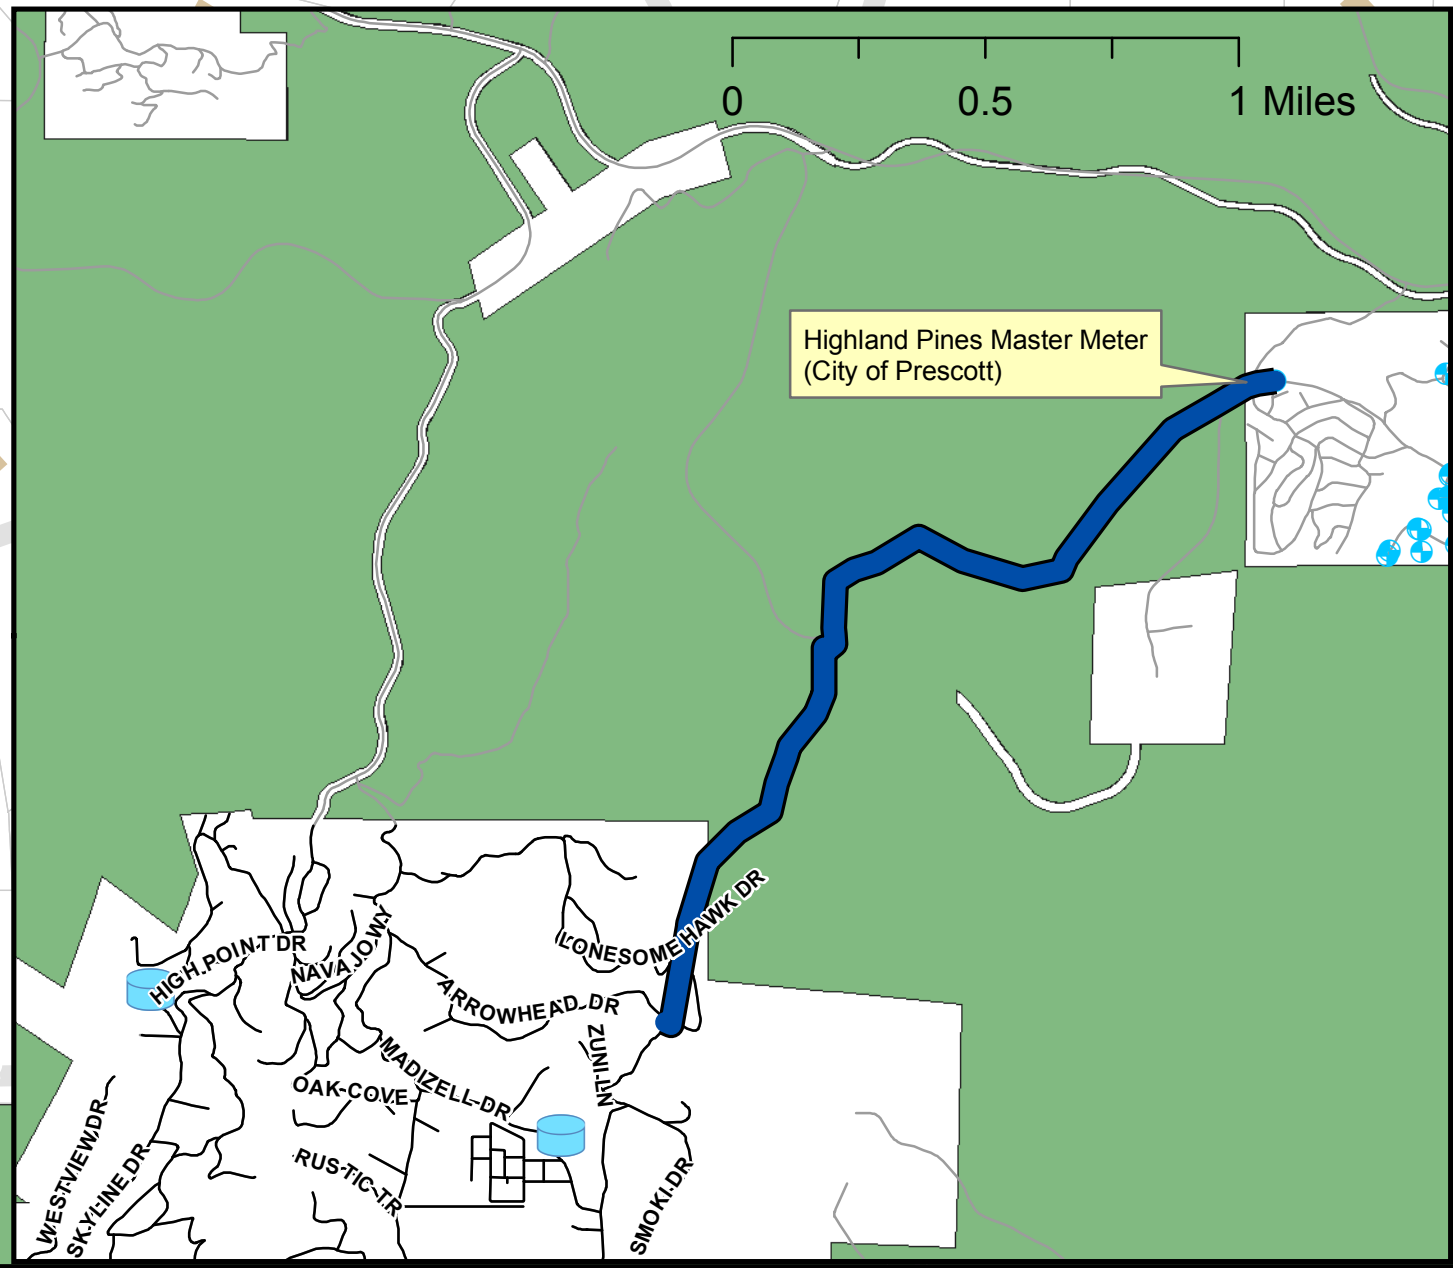 0 0.5 1 Miles
Highland Pines Master Meter
(City of Prescott)
LONESOME HAWK DR
HIGH POINT DR
NAVAJO WY
ARROWHEAD DR
ZUNI LN
MADIZELL DR
OAK COVE
RUSTIC TR
WESTVIEW DR
SKYLINE DR
SMOKI DR